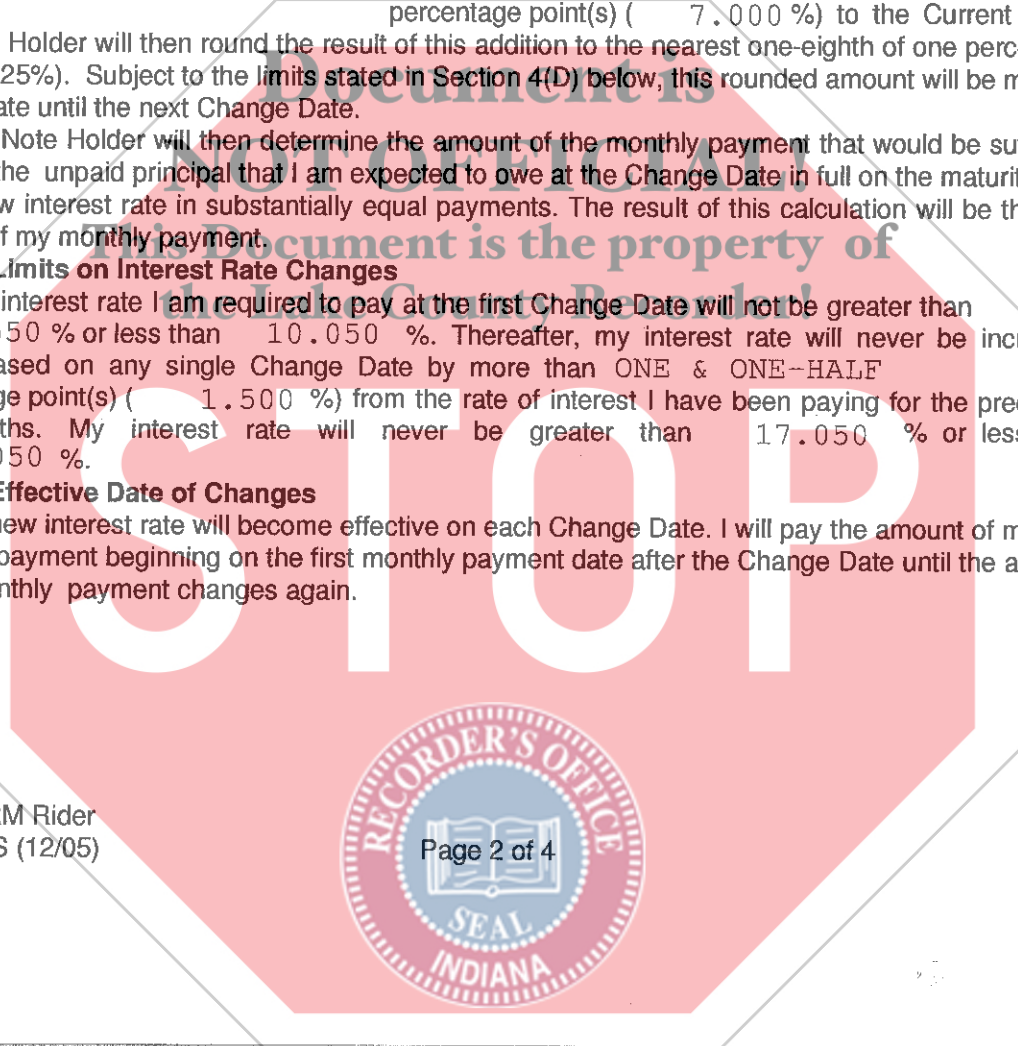 percentage point(s) ( 7.000 %) to the Current
Holder will then round the result of this addition to the nearest one-eighth of one perc
25%). Subject to the limits stated in Section 4(D) below, this rounded amount will be m
ate until the next Change Date.
Note Holder will then determine the amount of the monthly payment that would be su
he unpaid principal that I am expected to owe at the Change Date in full on the maturit
w interest rate in substantially equal payments. The result of this calculation will be th
f my monthly payment.
Limits on Interest Rate Changes
interest rate I am required to pay at the first Change Date will not be greater than
50 % or less than 10.050 %. Thereafter, my interest rate will never be incr
ased on any single Change Date by more than ONE & ONE-HALF
ge point(s) ( 1.500 %) from the rate of interest I have been paying for the prec
ths. My interest rate will never be greater than 17.050 % or less
050 %.
Effective Date of Changes
new interest rate will become effective on each Change Date. I will pay the amount of m
payment beginning on the first monthly payment date after the Change Date until the a
nthly payment changes again.
M Rider
S (12/05)
Page 2 of 4
Document is
NOT OFFICIAL!
This Document is the property of
the Lake County Recorder!
STOP
RECORDER'S OFFICE
SEAL
INDIANA